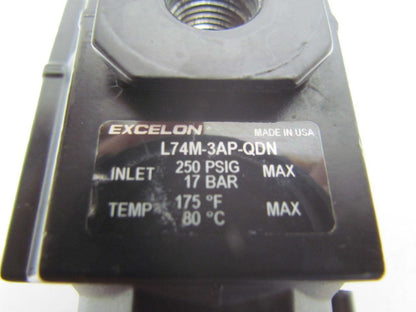 EXCELON MADE IN USA
L74M-3AP-QDN
INLET 250 PSIG MAX
17 BAR
TEMP 175 °F MAX
80 °C